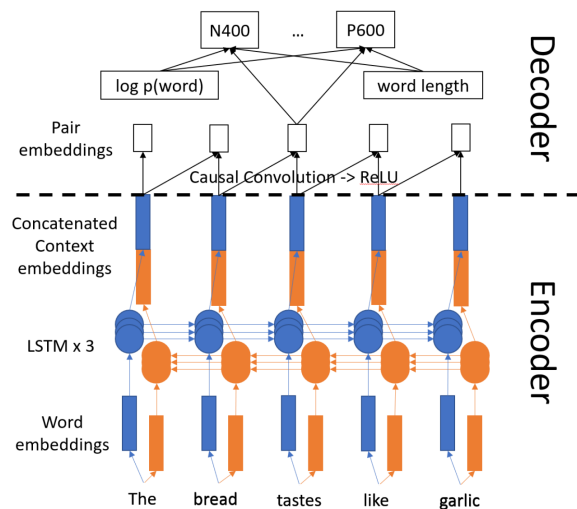 N400 ... P600
log p(word) word length
Pair
embeddings
Causal Convolution -> ReLU
Decoder
Concatenated
Context
embeddings
LSTM x 3
Word
embeddings
Encoder
The bread tastes like garlic